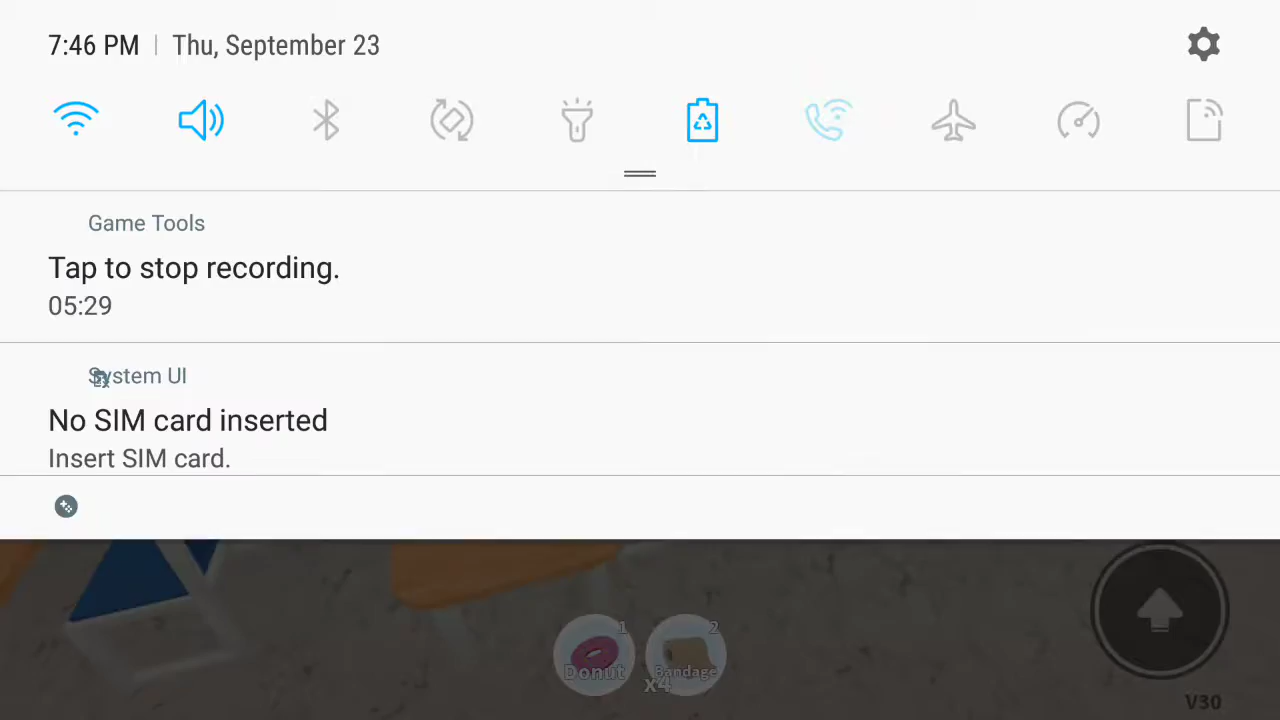 7:46 PM | Thu, September 23
Game Tools
Tap to stop recording.
05:29
System UI
No SIM card inserted
Insert SIM card.
1
2
Donut
Bandage
x4
V30